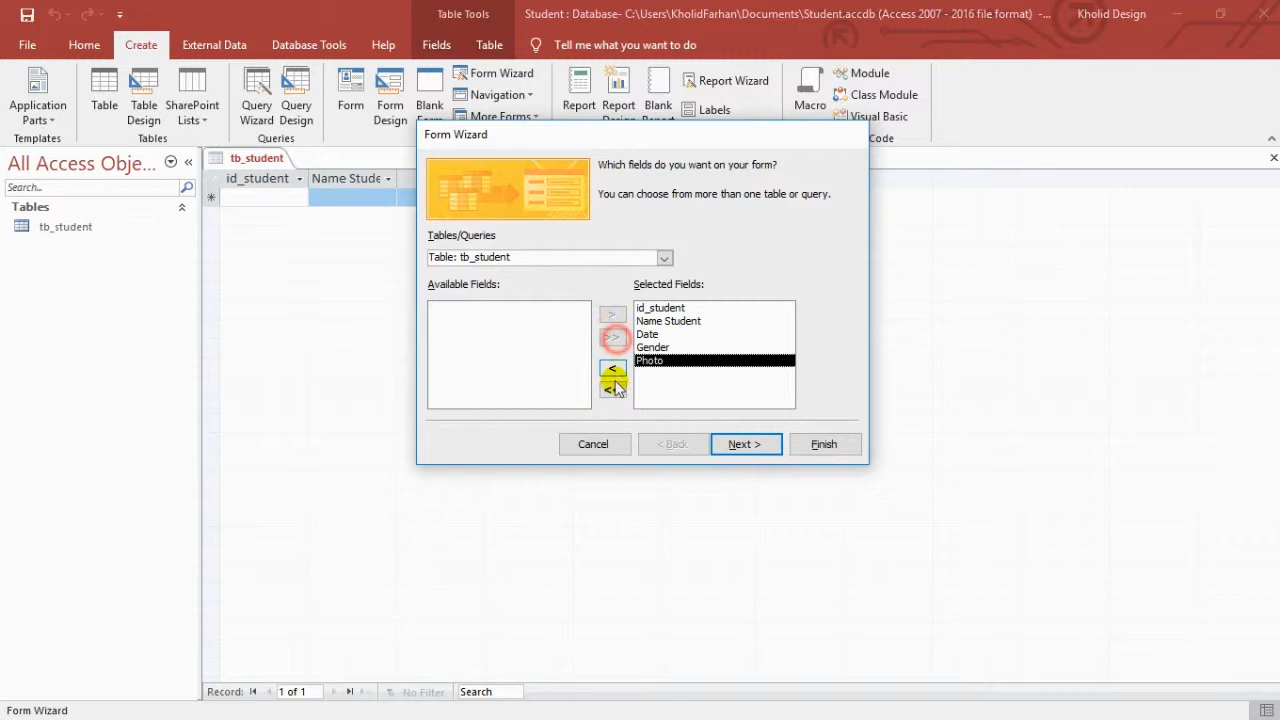 Table Tools
Student : Database- C:\Users\KholidFarhan\Documents\Student.accdb (Access 2007 - 2016 file format) -...
Kholid Design
File
Home
Create
External Data
Database Tools
Help
Fields
Table
Tell me what you want to do
Application Parts
Table
Table Design
SharePoint Lists
Query Wizard
Query Design
Form
Form Design
Blank Form
Form Wizard
Navigation
More Forms
Report
Report Design
Blank
Report Wizard
Labels
Macro
Module
Class Module
Visual Basic
Templates
Tables
Queries
Code
All Access Obje...
Search...
Tables
tb_student
tb_student
id_student
Name Stude
Form Wizard
Which fields do you want on your form?
You can choose from more than one table or query.
Tables/Queries
Table: tb_student
Available Fields:
Selected Fields:
id_student
Name Student
Date
Gender
Photo
>
>>
<
Cancel
< Back
Next >
Finish
Record:
1 of 1
No Filter
Search
Form Wizard